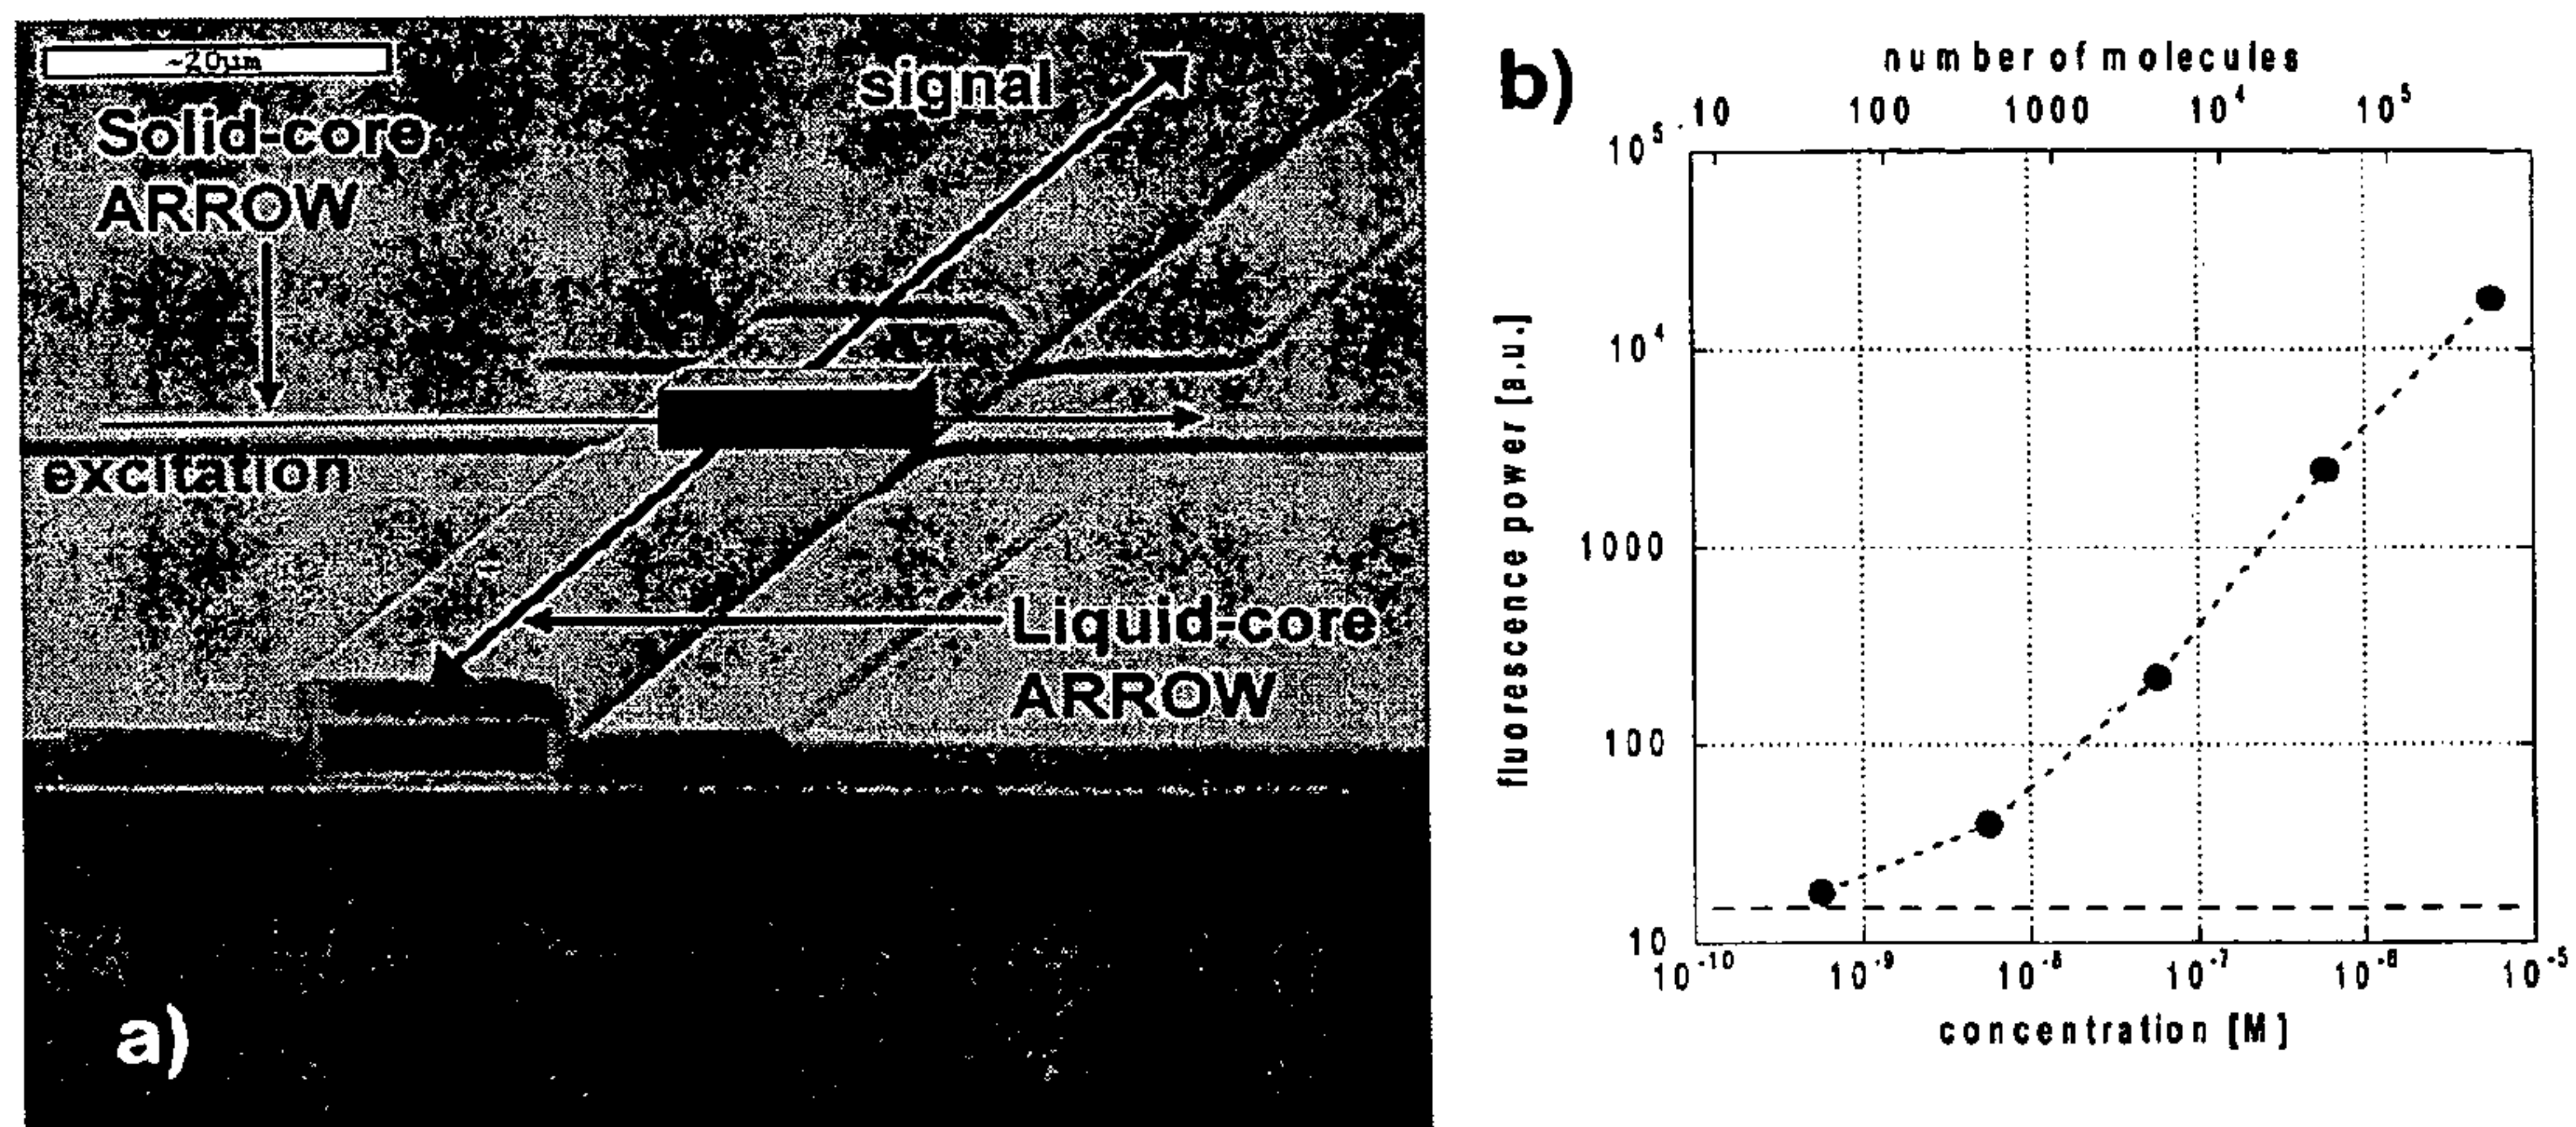 ~20µm
signal
Solid-core
ARROW
excitation
Liquid-core
ARROW
a)
b)
number of molecules
10 100 1000 10⁴ 10⁵
10⁵
10⁴
1000
100
10
fluorescence power [a.u.]
10⁻¹⁰ 10⁻⁹ 10⁻⁸ 10⁻⁷ 10⁻⁶ 10⁻⁵
concentration [M]